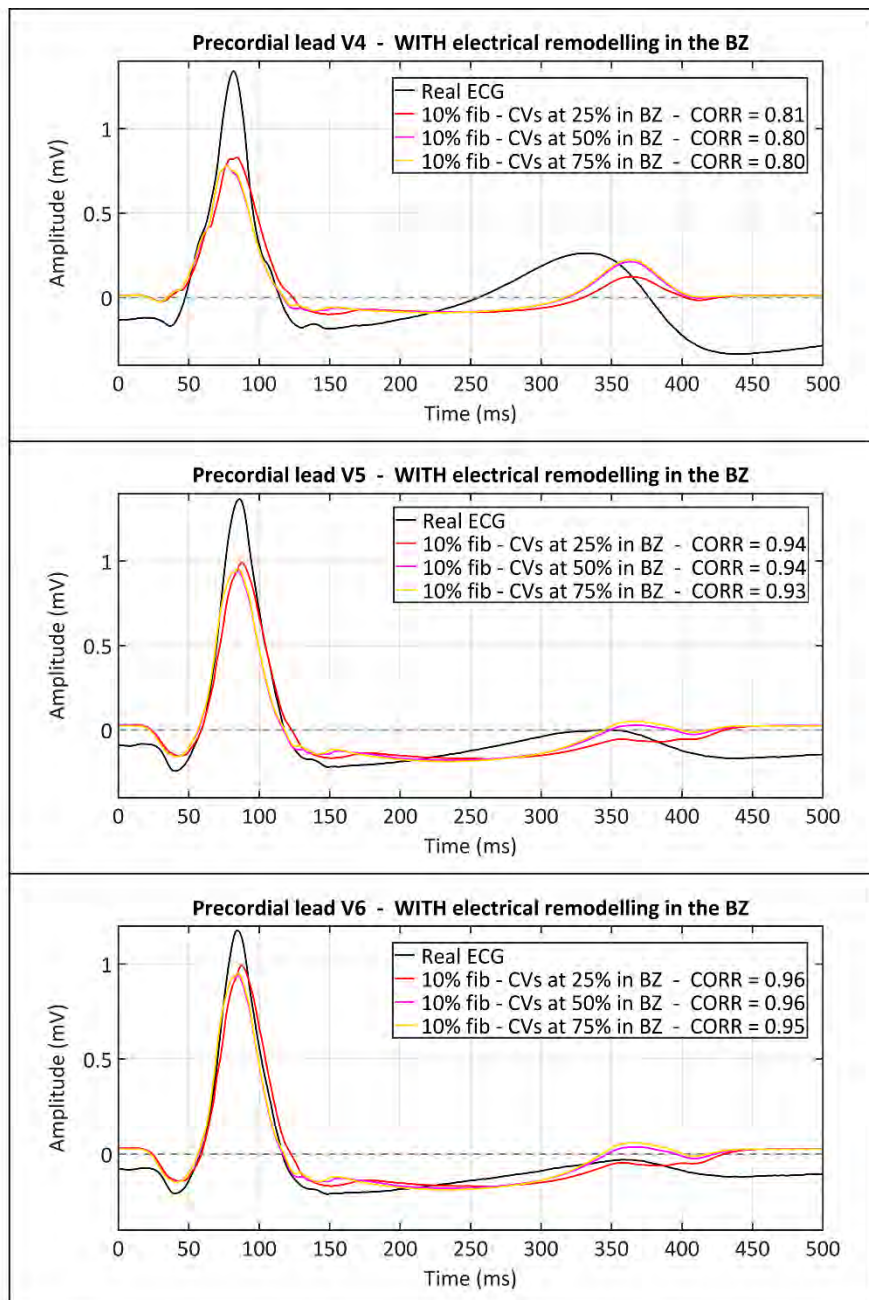 Precordial lead V4 - WITH electrical remodelling in the BZ
Real ECG
10% fib - CVs at 25% in BZ - CORR = 0.81
10% fib - CVs at 50% in BZ - CORR = 0.80
10% fib - CVs at 75% in BZ - CORR = 0.80
Amplitude (mV)
1
0.5
0
0 50 100 150 200 250 300 350 400 450 500
Time (ms)
Precordial lead V5 - WITH electrical remodelling in the BZ
Real ECG
10% fib - CVs at 25% in BZ - CORR = 0.94
10% fib - CVs at 50% in BZ - CORR = 0.94
10% fib - CVs at 75% in BZ - CORR = 0.93
Amplitude (mV)
1
0.5
0
0 50 100 150 200 250 300 350 400 450 500
Time (ms)
Precordial lead V6 - WITH electrical remodelling in the BZ
Real ECG
10% fib - CVs at 25% in BZ - CORR = 0.96
10% fib - CVs at 50% in BZ - CORR = 0.96
10% fib - CVs at 75% in BZ - CORR = 0.95
Amplitude (mV)
1
0.5
0
0 50 100 150 200 250 300 350 400 450 500
Time (ms)